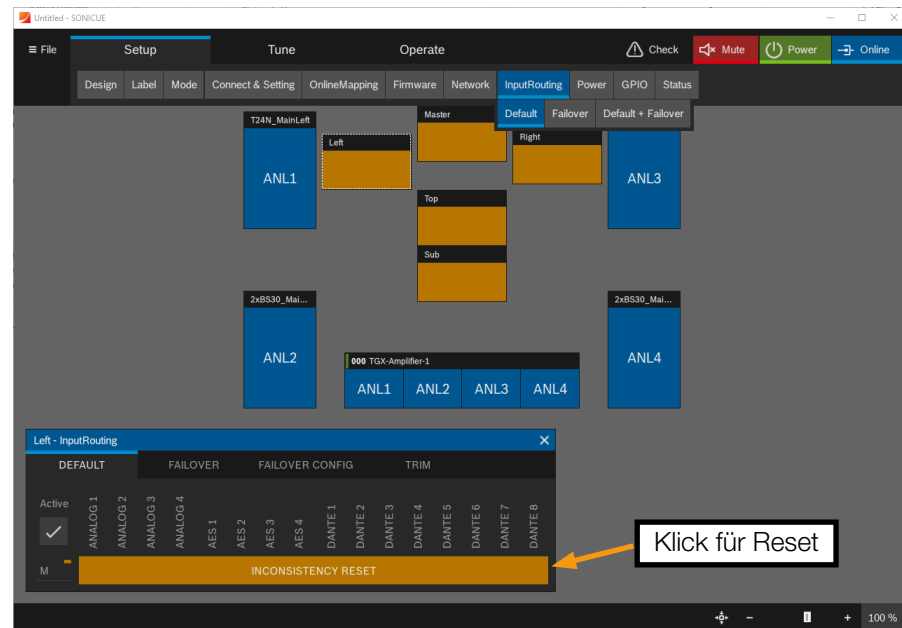 Untitled - SONICUE
≡ File Setup Tune Operate Check Mute Power Online
Design Label Mode Connect & Setting OnlineMapping Firmware Network InputRouting Power GPIO Status
Default Failover Default + Failover
T24N_MainLeft
ANL1
Left
Master
Right
ANL3
Top
Sub
2xBS30_Mai...
ANL2
2xBS30_Mai...
ANL4
000 TGX-Amplifier-1
ANL1 ANL2 ANL3 ANL4
Left - InputRouting
DEFAULT FAILOVER FAILOVER CONFIG TRIM
Active
ANALOG 1
ANALOG 2
ANALOG 3
ANALOG 4
AES 1
AES 2
AES 3
AES 4
DANTE 1
DANTE 2
DANTE 3
DANTE 4
DANTE 5
DANTE 6
DANTE 7
DANTE 8
M INCONSISTENCY RESET
Klick für Reset
− + 100 %